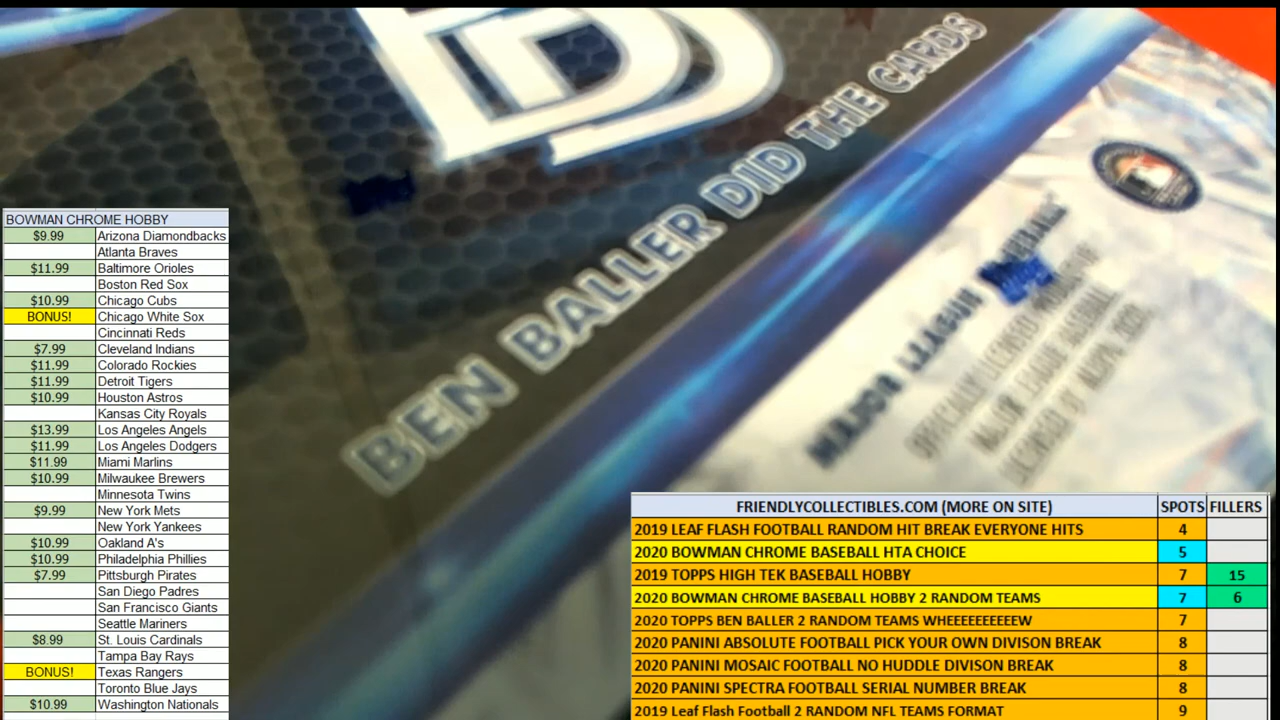 BEN BALLER DID THE CARDS
MAJOR LEAGUE BASEBALL
OFFICIALLY LICENSED
MAJOR LEAGUE BASEBALL
BOWMAN CHROME HOBBY
$9.99 Arizona Diamondbacks
Atlanta Braves
$11.99 Baltimore Orioles
Boston Red Sox
$10.99 Chicago Cubs
BONUS! Chicago White Sox
Cincinnati Reds
$7.99 Cleveland Indians
$11.99 Colorado Rockies
$11.99 Detroit Tigers
$10.99 Houston Astros
Kansas City Royals
$13.99 Los Angeles Angels
$11.99 Los Angeles Dodgers
$11.99 Miami Marlins
$10.99 Milwaukee Brewers
Minnesota Twins
$9.99 New York Mets
New York Yankees
$10.99 Oakland A's
$10.99 Philadelphia Phillies
$7.99 Pittsburgh Pirates
San Diego Padres
San Francisco Giants
Seattle Mariners
$8.99 St. Louis Cardinals
Tampa Bay Rays
BONUS! Texas Rangers
Toronto Blue Jays
$10.99 Washington Nationals
FRIENDLYCOLLECTIBLES.COM (MORE ON SITE) SPOTS FILLERS
2019 LEAF FLASH FOOTBALL RANDOM HIT BREAK EVERYONE HITS 4
2020 BOWMAN CHROME BASEBALL HTA CHOICE 5
2019 TOPPS HIGH TEK BASEBALL HOBBY 7 15
2020 BOWMAN CHROME BASEBALL HOBBY 2 RANDOM TEAMS 7 6
2020 TOPPS BEN BALLER 2 RANDOM TEAMS WHEEEEEEEEEW 7
2020 PANINI ABSOLUTE FOOTBALL PICK YOUR OWN DIVISON BREAK 8
2020 PANINI MOSAIC FOOTBALL NO HUDDLE DIVISON BREAK 8
2020 PANINI SPECTRA FOOTBALL SERIAL NUMBER BREAK 8
2019 Leaf Flash Football 2 RANDOM NFL TEAMS FORMAT 9